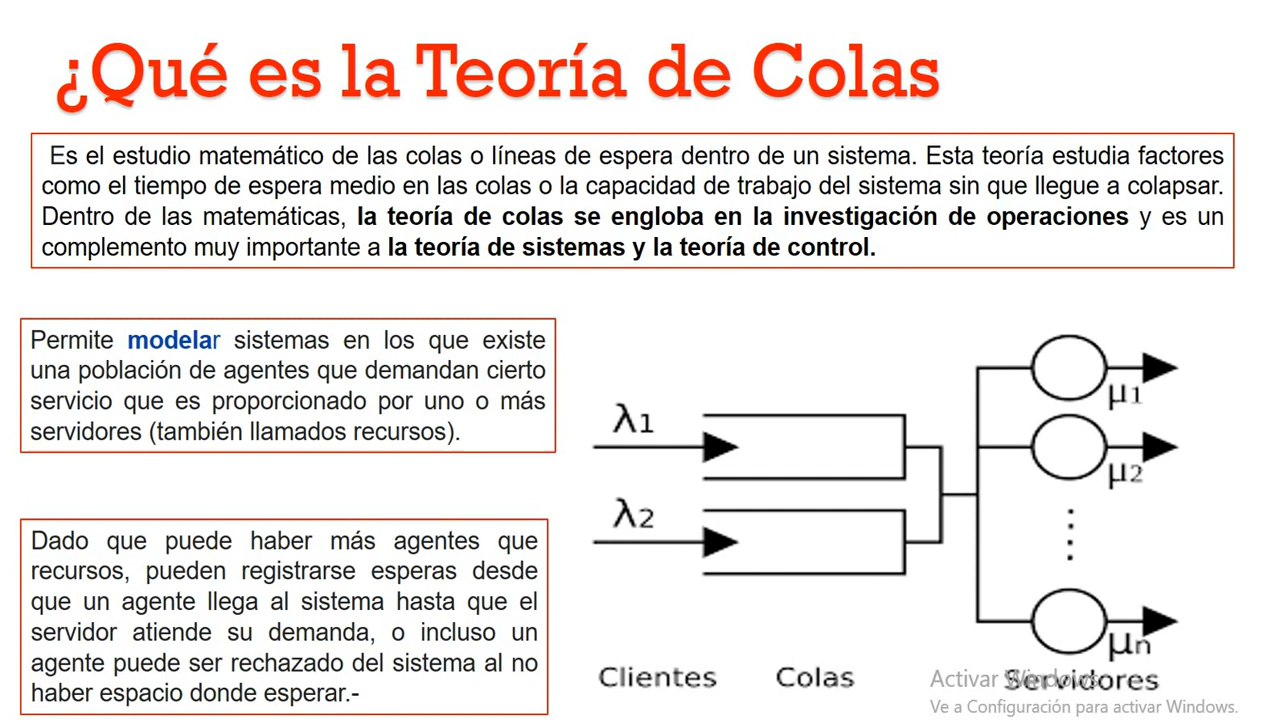 ¿Qué es la Teoría de Colas
Es el estudio matemático de las colas o líneas de espera dentro de un sistema. Esta teoría estudia factores
como el tiempo de espera medio en las colas o la capacidad de trabajo del sistema sin que llegue a colapsar.
Dentro de las matemáticas, la teoría de colas se engloba en la investigación de operaciones y es un
complemento muy importante a la teoría de sistemas y la teoría de control.
Permite modelar sistemas en los que existe
una población de agentes que demandan cierto
servicio que es proporcionado por uno o más
servidores (también llamados recursos).
Dado que puede haber más agentes que
recursos, pueden registrarse esperas desde
que un agente llega al sistema hasta que el
servidor atiende su demanda, o incluso un
agente puede ser rechazado del sistema al no
haber espacio donde esperar.-
λ1
λ2
μ1
μ2
μn
Clientes
Colas
Servidores
Activar Windows
Ve a Configuración para activar Windows.